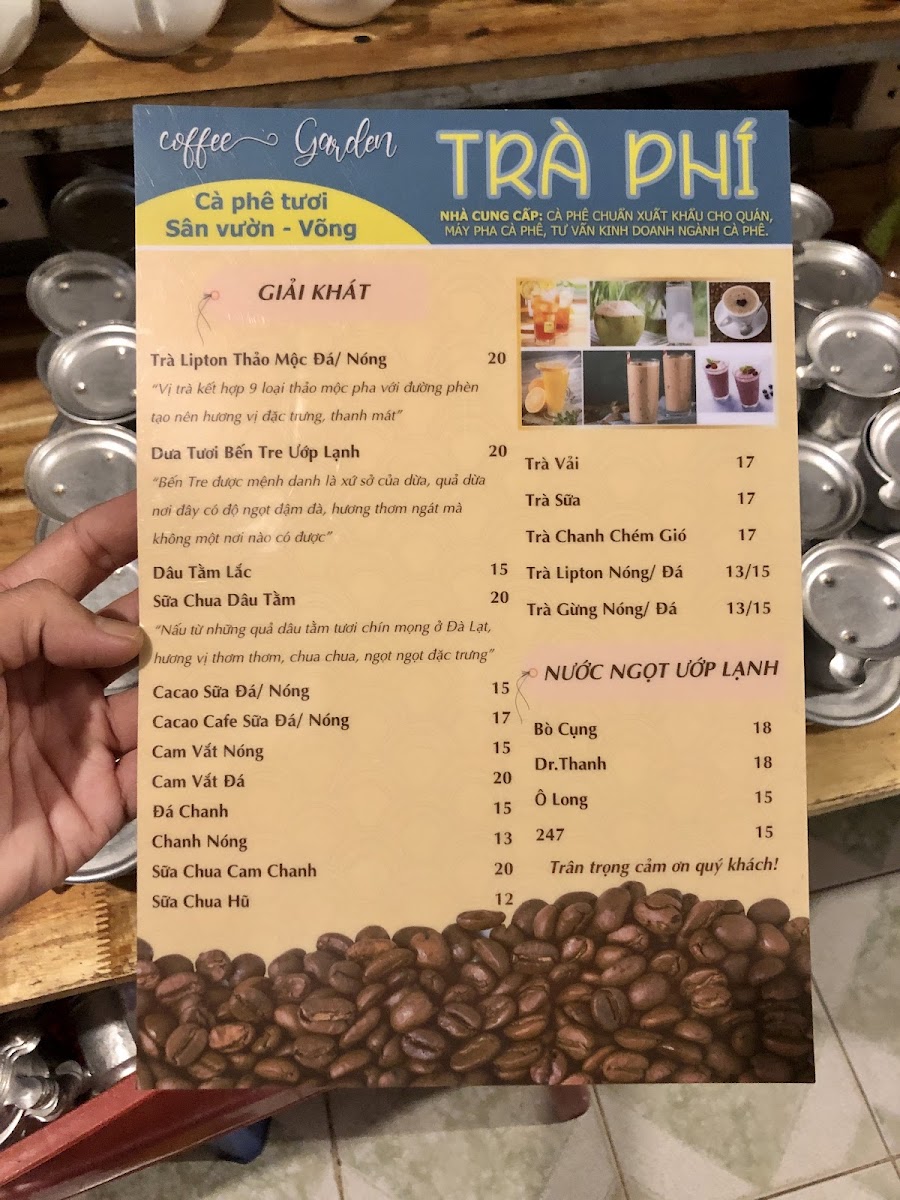 coffee Garden
TRÀ PHÍ
Cà phê tươi
Sân vườn - Võng
NHÀ CUNG CẤP: CÀ PHÊ CHUẨN XUẤT KHẨU CHO QUÁN,
MÁY PHA CÀ PHÊ, TƯ VẤN KINH DOANH NGÀNH CÀ PHÊ.
GIẢI KHÁT
Trà Lipton Thảo Mộc Đá/ Nóng 20
"Vị trà kết hợp 9 loại thảo mộc pha với đường phèn
tạo nên hương vị đặc trưng, thanh mát"
Dưa Tươi Bến Tre Ướp Lạnh 20
"Bến Tre được mệnh danh là xứ sở của dừa, quả dừa
nơi đây có độ ngọt đậm đà, hương thơm ngát mà
không một nơi nào có được"
Dâu Tầm Lắc 15
Sữa Chua Dâu Tầm 20
"Nấu từ những quả dâu tằm tươi chín mọng ở Đà Lạt,
hương vị thơm thơm, chua chua, ngọt ngọt đặc trưng"
Cacao Sữa Đá/ Nóng 15
Cacao Cafe Sữa Đá/ Nóng 17
Cam Vắt Nóng 15
Cam Vắt Đá 20
Đá Chanh 15
Chanh Nóng 13
Sữa Chua Cam Chanh 20
Sữa Chua Hũ 12
Trà Vải 17
Trà Sữa 17
Trà Chanh Chém Gió 17
Trà Lipton Nóng/ Đá 13/15
Trà Gừng Nóng/ Đá 13/15
NƯỚC NGỌT ƯỚP LẠNH
Bò Cụng 18
Dr.Thanh 18
Ô Long 15
247 15
Trân trọng cảm ơn quý khách!